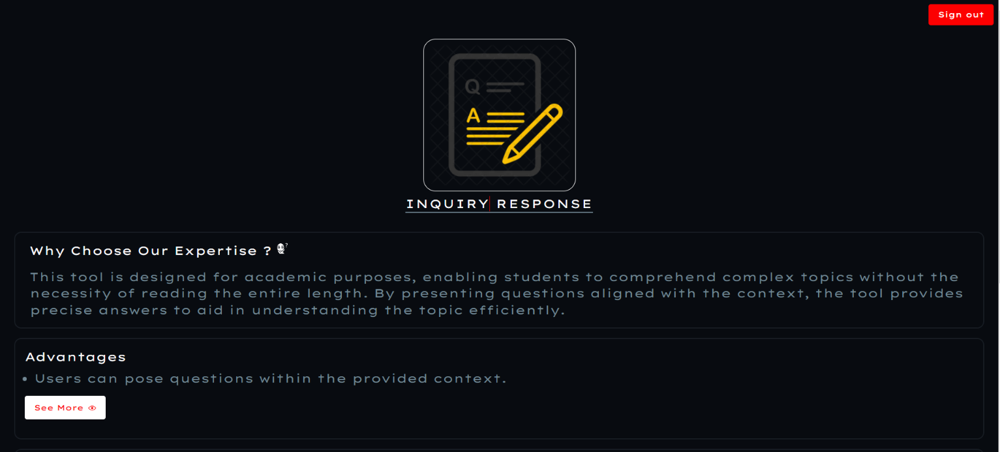 Sign out
Q
A
INQUIRY RESPONSE
Why Choose Our Expertise ?
This tool is designed for academic purposes, enabling students to comprehend complex topics without the
necessity of reading the entire length. By presenting questions aligned with the context, the tool provides
precise answers to aid in understanding the topic efficiently.
Advantages
• Users can pose questions within the provided context.
See More